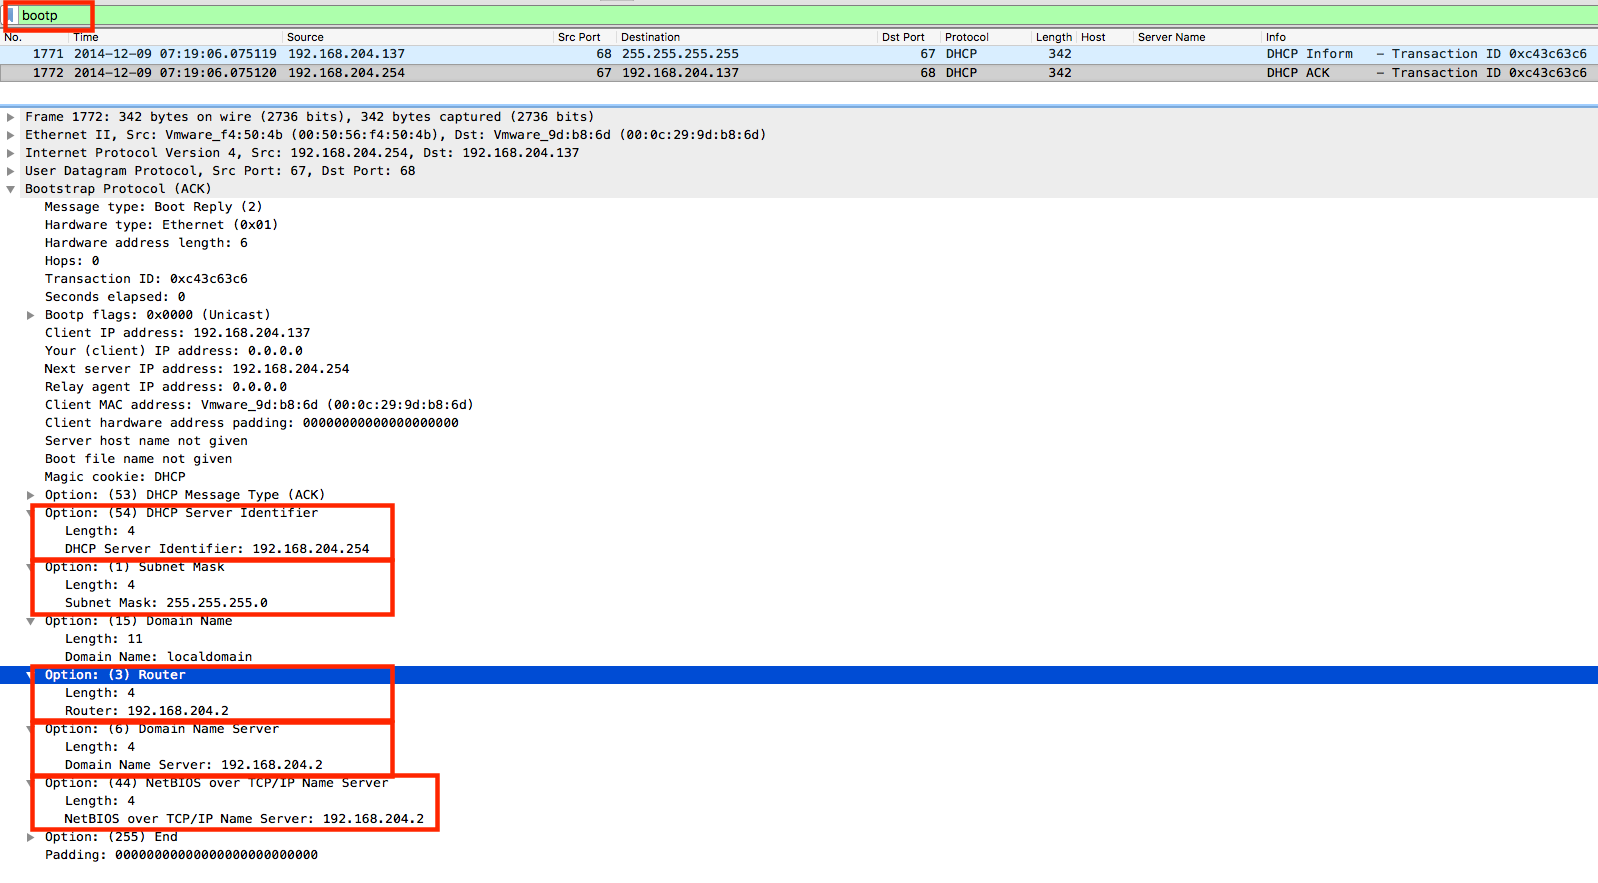 bootp
No. Time Source Src Port Destination Dst Port Protocol Length Host Server Name Info
1771 2014-12-09 07:19:06.075119 192.168.204.137 68 255.255.255.255 67 DHCP 342 DHCP Inform - Transaction ID 0xc43c63c6
1772 2014-12-09 07:19:06.075120 192.168.204.254 67 192.168.204.137 68 DHCP 342 DHCP ACK - Transaction ID 0xc43c63c6
Frame 1772: 342 bytes on wire (2736 bits), 342 bytes captured (2736 bits)
Ethernet II, Src: Vmware_f4:50:4b (00:50:56:f4:50:4b), Dst: Vmware_9d:b8:6d (00:0c:29:9d:b8:6d)
Internet Protocol Version 4, Src: 192.168.204.254, Dst: 192.168.204.137
User Datagram Protocol, Src Port: 67, Dst Port: 68
Bootstrap Protocol (ACK)
Message type: Boot Reply (2)
Hardware type: Ethernet (0x01)
Hardware address length: 6
Hops: 0
Transaction ID: 0xc43c63c6
Seconds elapsed: 0
Bootp flags: 0x0000 (Unicast)
Client IP address: 192.168.204.137
Your (client) IP address: 0.0.0.0
Next server IP address: 192.168.204.254
Relay agent IP address: 0.0.0.0
Client MAC address: Vmware_9d:b8:6d (00:0c:29:9d:b8:6d)
Client hardware address padding: 00000000000000000000
Server host name not given
Boot file name not given
Magic cookie: DHCP
Option: (53) DHCP Message Type (ACK)
Option: (54) DHCP Server Identifier
Length: 4
DHCP Server Identifier: 192.168.204.254
Option: (1) Subnet Mask
Length: 4
Subnet Mask: 255.255.255.0
Option: (15) Domain Name
Length: 11
Domain Name: localdomain
Option: (3) Router
Length: 4
Router: 192.168.204.2
Option: (6) Domain Name Server
Length: 4
Domain Name Server: 192.168.204.2
Option: (44) NetBIOS over TCP/IP Name Server
Length: 4
NetBIOS over TCP/IP Name Server: 192.168.204.2
Option: (255) End
Padding: 00000000000000000000000000